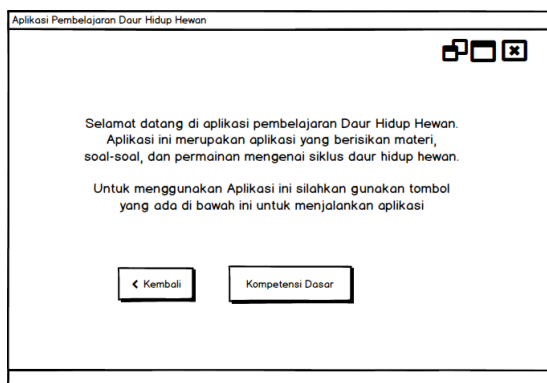 Aplikasi Pembelajaran Daur Hidup Hewan
Selamat datang di aplikasi pembelajaran Daur Hidup Hewan.
Aplikasi ini merupakan aplikasi yang berisikan materi,
soal-soal, dan permainan mengenai siklus daur hidup hewan.
Untuk menggunakan Aplikasi ini silahkan gunakan tombol
yang ada di bawah ini untuk menjalankan aplikasi
Kembali
Kompetensi Dasar